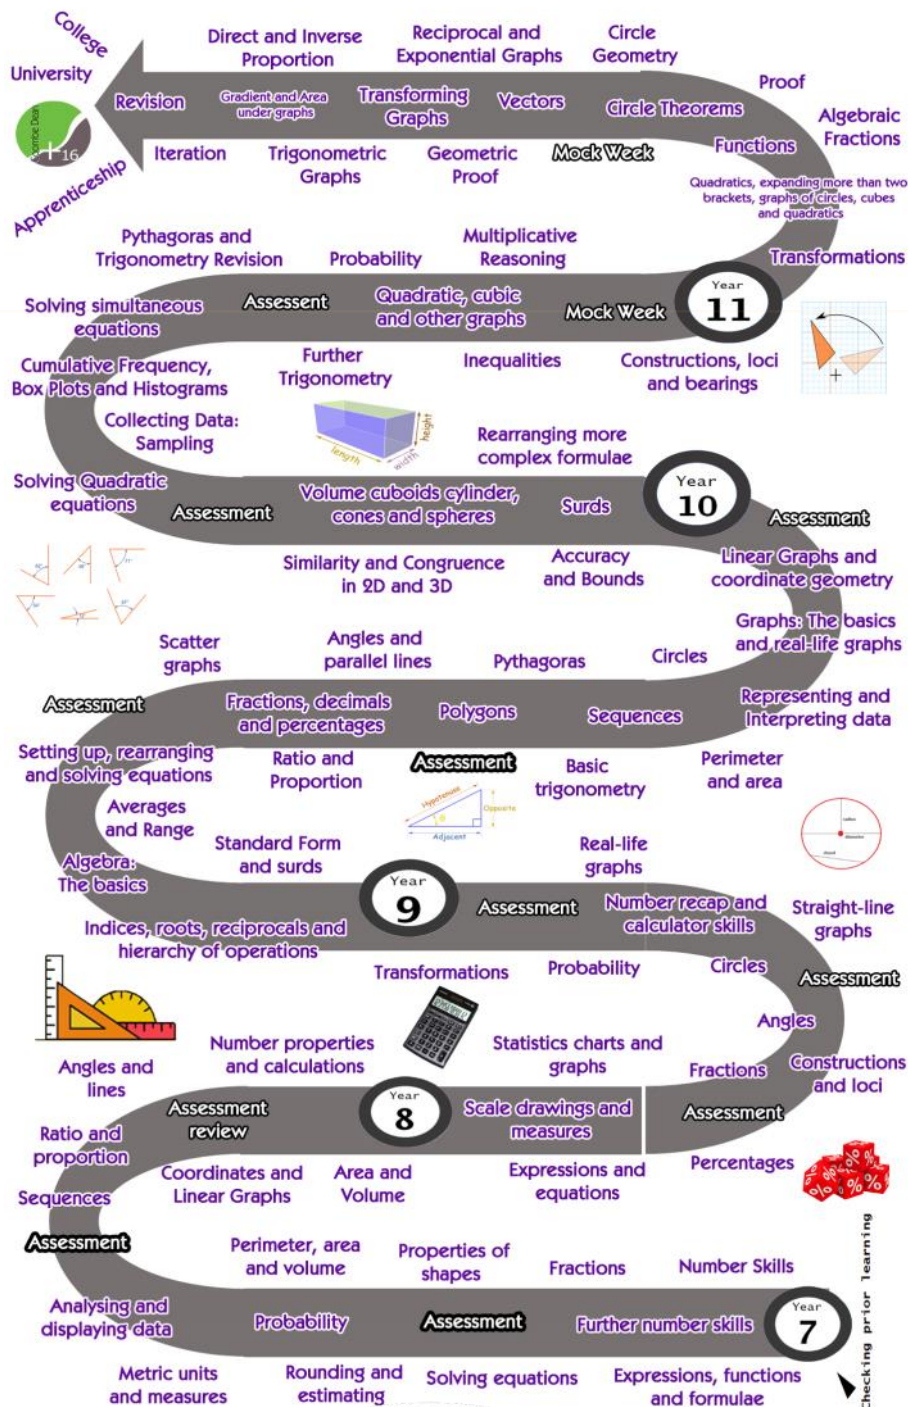 College
University
Apprenticeship
Direct and Inverse
Proportion
Reciprocal and
Exponential Graphs
Circle
Geometry
Proof
Algebraic
Fractions
Revision
Gradient and Area
under graphs
Transforming
Graphs
Vectors
Circle Theorems
Functions
16
Iteration
Trigonometric
Graphs
Geometric
Proof
Mock Week
Quadratics, expanding more than two
brackets, graphs of circles, cubes
and quadratics
Transformations
Pythagoras and
Trigonometry Revision
Probability
Multiplicative
Reasoning
Solving simultaneous
equations
Assessent
Quadratic, cubic
and other graphs
Mock Week
Year
11
Cumulative Frequency,
Box Plots and Histograms
Further
Trigonometry
Inequalities
Constructions, loci
and bearings
Collecting Data:
Sampling
length
width
height
Rearranging more
complex formulae
Solving Quadratic
equations
Assessment
Volume cuboids cylinder,
cones and spheres
Surds
Year
10
Assessment
Similarity and Congruence
in 2D and 3D
Accuracy
and Bounds
Linear Graphs and
coordinate geometry
Graphs: The basics
and real-life graphs
Scatter
graphs
Angles and
parallel lines
Pythagoras
Circles
Assessment
Fractions, decimals
and percentages
Polygons
Sequences
Representing and
Interpreting data
Setting up, rearranging
and solving equations
Ratio and
Proportion
Assessment
Basic
trigonometry
Perimeter
and area
Averages
and Range
Hypotenuse
Opposite
Adjacent
radius
diameter
chord
Standard Form
and surds
Real-life
graphs
Algebra:
The basics
Year
9
Assessment
Number recap and
calculator skills
Straight-line
graphs
Indices, roots, reciprocals and
hierarchy of operations
Transformations
Probability
Circles
Assessment
Angles
Angles and
lines
Number properties
and calculations
Statistics charts and
graphs
Fractions
Constructions
and loci
Assessment
review
Year
8
Scale drawings and
measures
Assessment
Ratio and
proportion
Coordinates and
Linear Graphs
Area and
Volume
Expressions and
equations
Percentages
% % % % %
Sequences
Assessment
Perimeter, area
and volume
Properties of
shapes
Fractions
Number Skills
Analysing and
displaying data
Probability
Assessment
Further number skills
Year
7
Checking prior learning
Metric units
and measures
Rounding and
estimating
Solving equations
Expressions, functions
and formulae